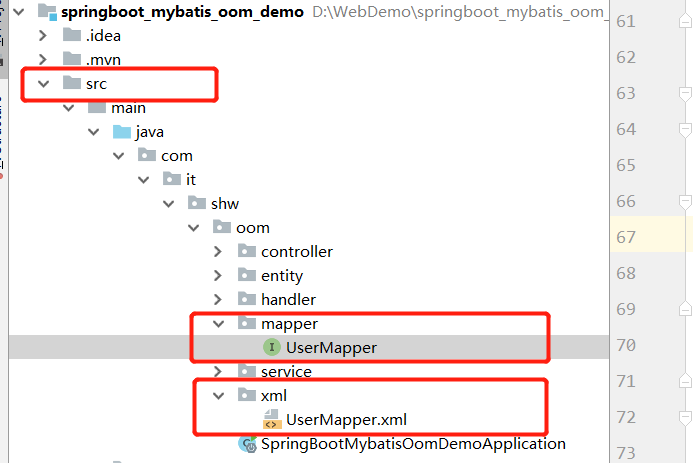 springboot_mybatis_oom_demo D:\WebDemo\springboot_mybatis_oom_
.idea
.mvn
src
main
java
com
it
shw
oom
controller
entity
handler
mapper
I UserMapper
service
xml
UserMapper.xml
SpringBootMybatisOomDemoApplication
61
62
63
64
65
66
67
68
69
70
71
72
73